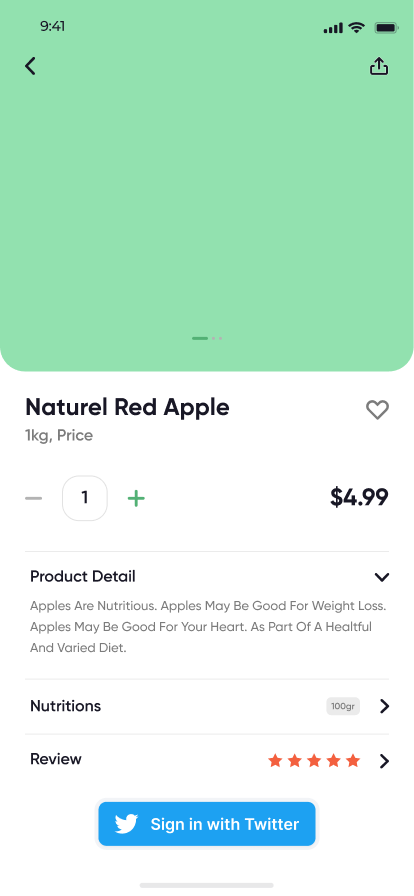 9:41
Naturel Red Apple
1kg, Price
1
$4.99
Product Detail
Apples Are Nutritious. Apples May Be Good For Weight Loss.
Apples May Be Good For Your Heart. As Part Of A Healtful
And Varied Diet.
Nutritions
100gr
Review
Sign in with Twitter